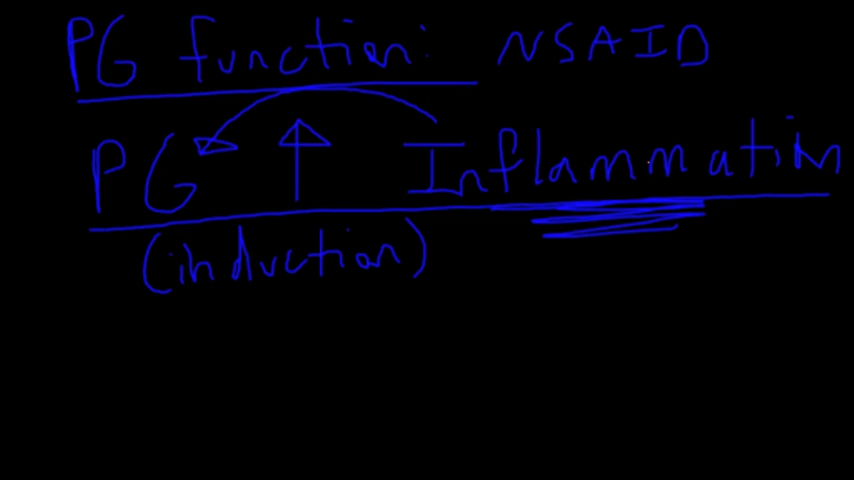 PG function: NSAID
PG ↑ Inflammation
(induction)